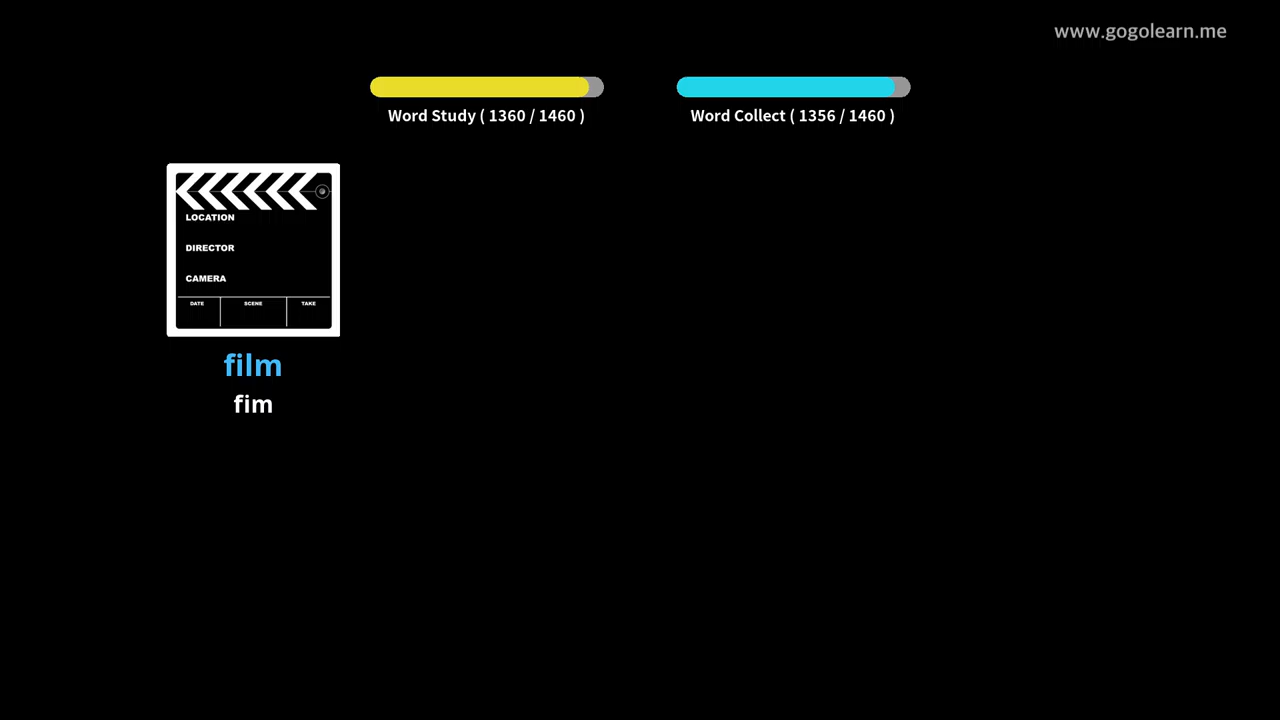 www.gogolearn.me
Word Study ( 1360 / 1460 )
Word Collect ( 1356 / 1460 )
LOCATION
DIRECTOR
CAMERA
DATE SCENE TAKE
film
fim